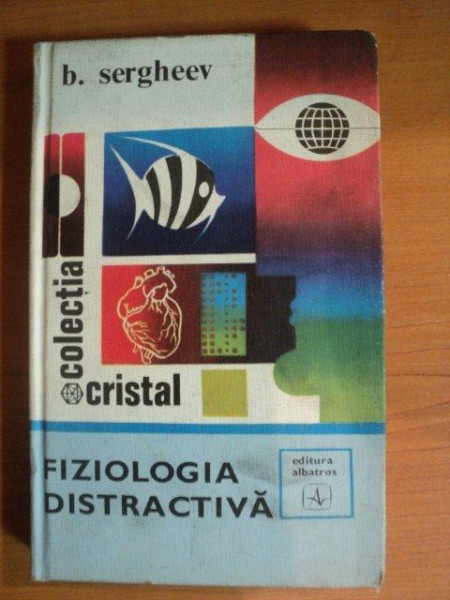 b. sergheev
colecția
cristal
FIZIOLOGIA
DISTRACTIVĂ
editura
albatros